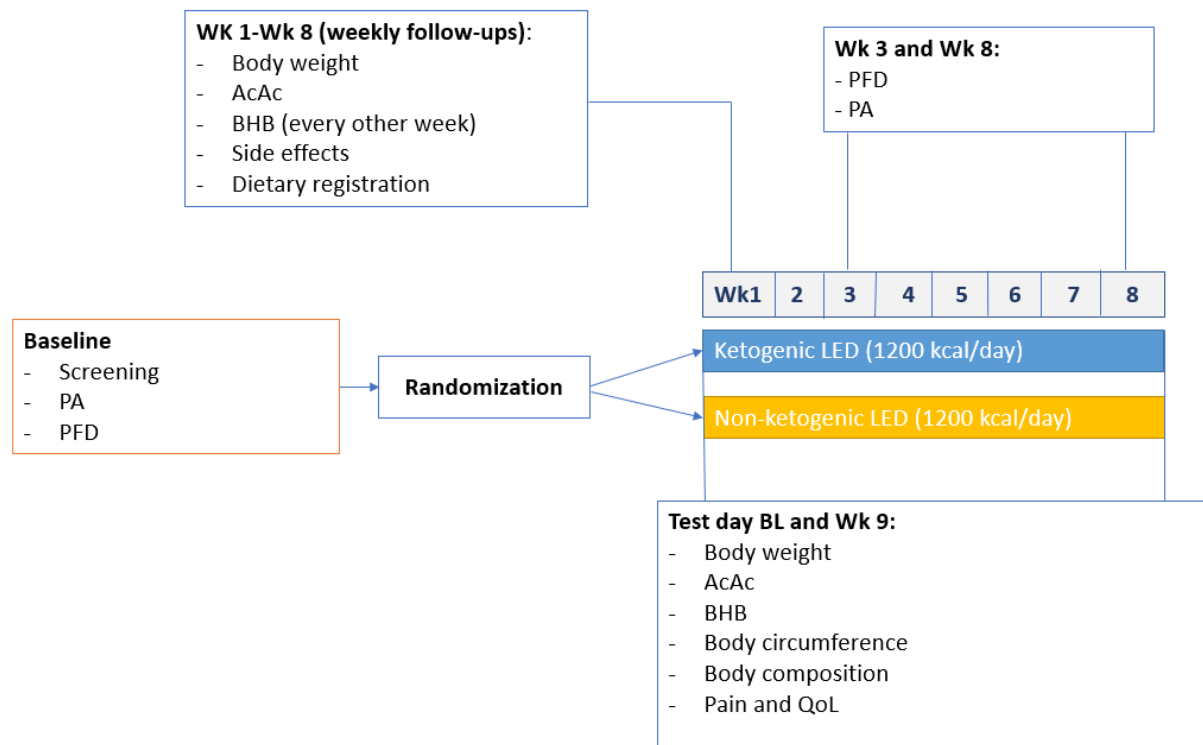 WK 1-Wk 8 (weekly follow-ups):
- Body weight
- AcAc
- BHB (every other week)
- Side effects
- Dietary registration
Wk 3 and Wk 8:
- PFD
- PA
Wk1 2 3 4 5 6 7 8
Baseline
- Screening
- PA
- PFD
Randomization
Ketogenic LED (1200 kcal/day)
Non-ketogenic LED (1200 kcal/day)
Test day BL and Wk 9:
- Body weight
- AcAc
- BHB
- Body circumference
- Body composition
- Pain and QoL